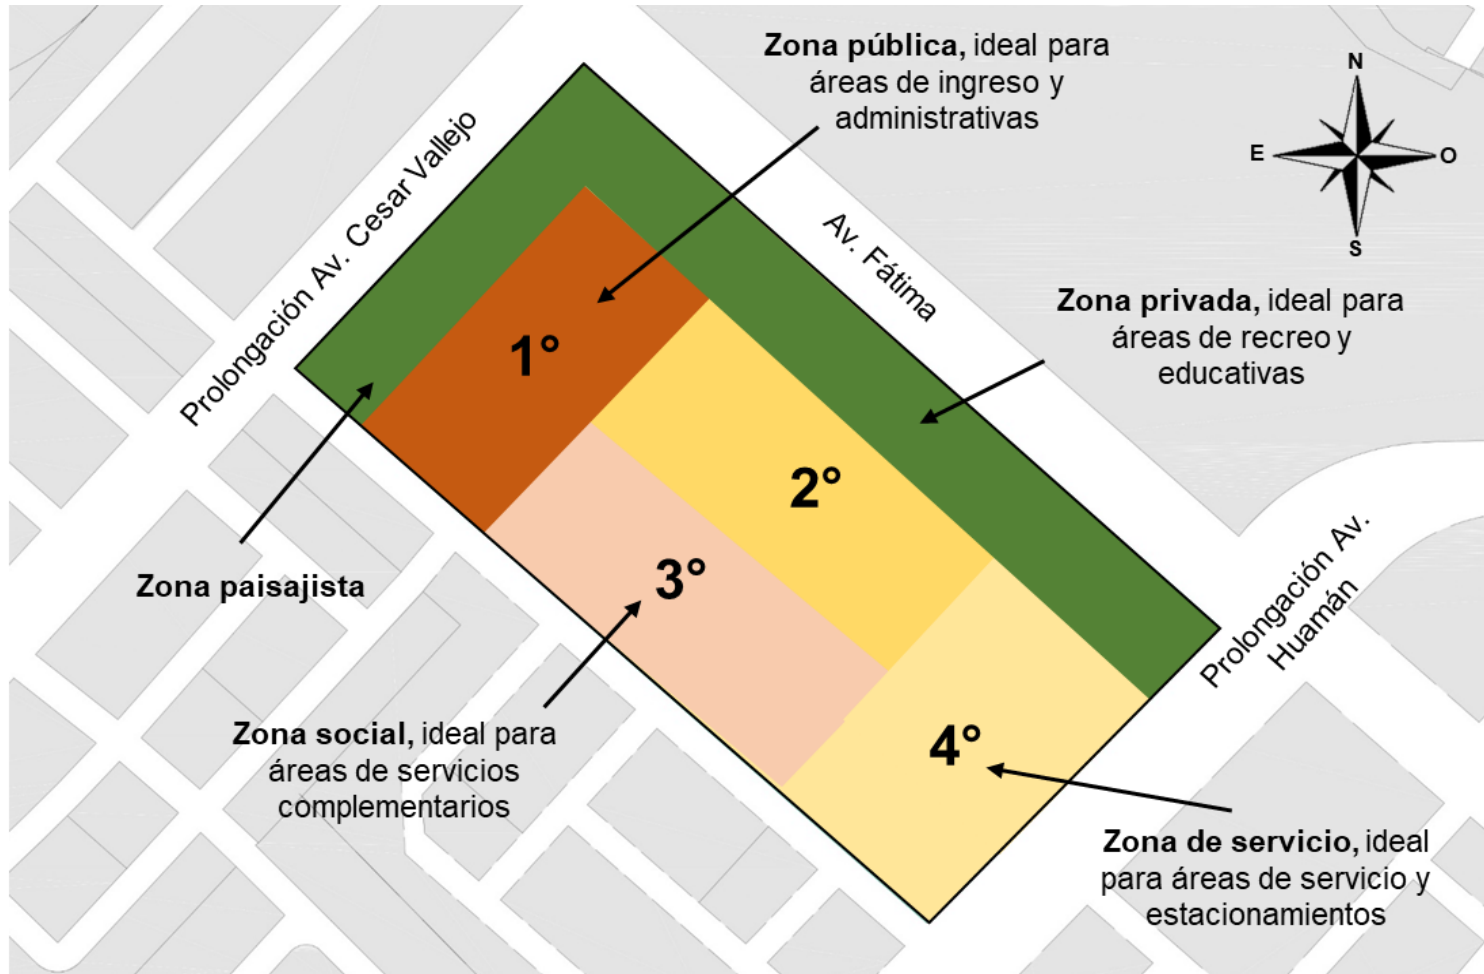 Zona pública, ideal para
áreas de ingreso y
administrativas
N
E
O
S
Prolongación Av. Cesar Vallejo
Av. Fátima
Zona privada, ideal para
áreas de recreo y
educativas
1°
2°
3°
4°
Zona paisajista
Prolongación Av.
Huamán
Zona social, ideal para
áreas de servicios
complementarios
Zona de servicio, ideal
para áreas de servicio y
estacionamientos